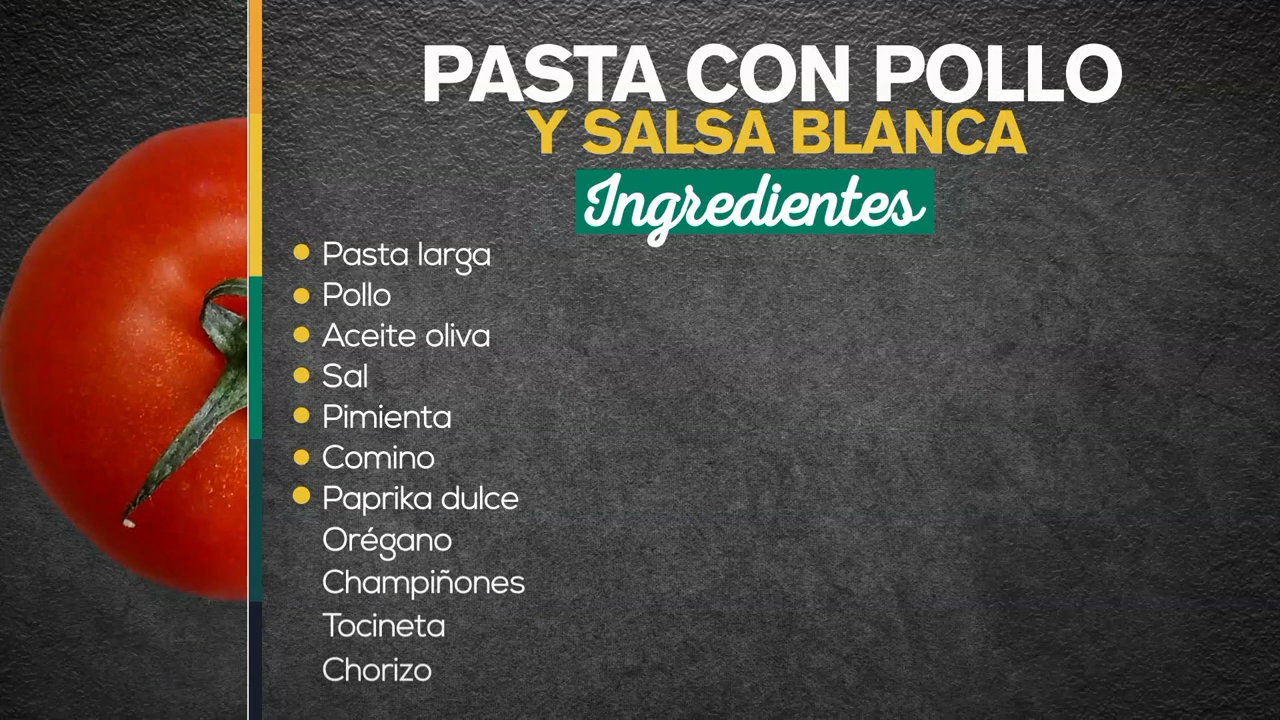 PASTA CON POLLO
Y SALSA BLANCA
Ingredientes
Pasta larga
Pollo
Aceite oliva
Sal
Pimienta
Comino
Paprika dulce
Orégano
Champiñones
Tocineta
Chorizo